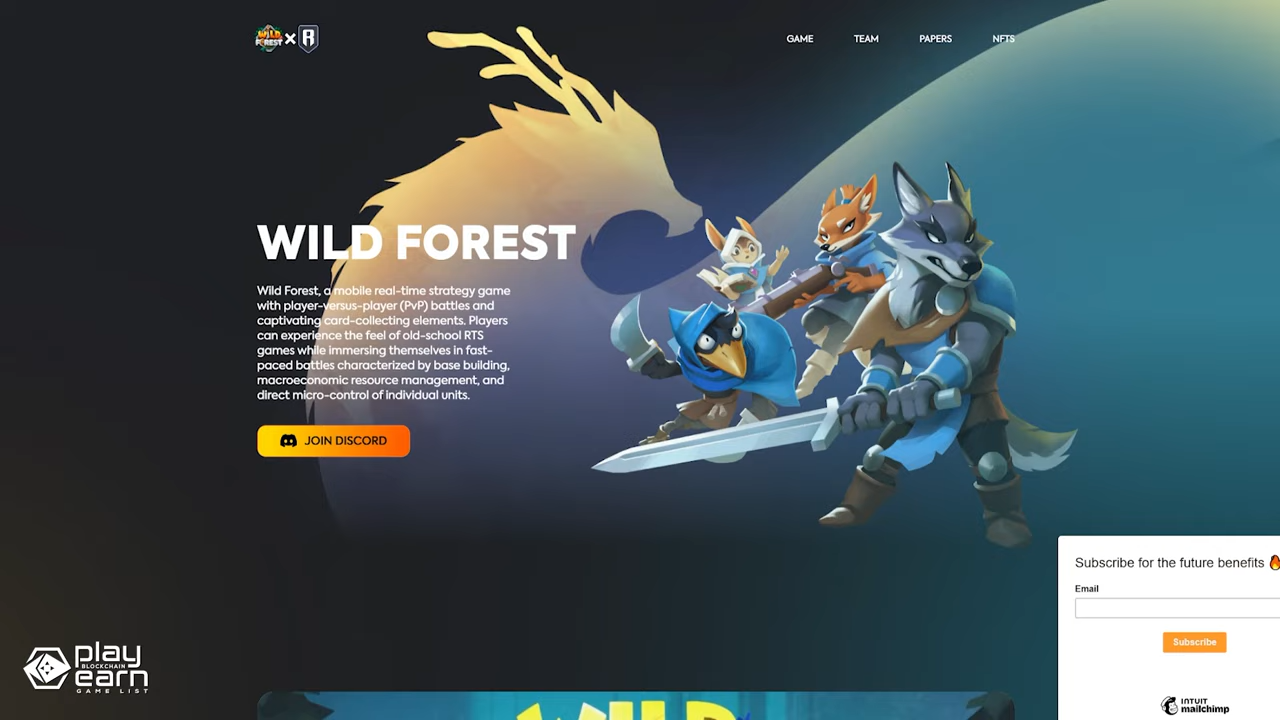 WILD
FOREST
x
R
GAME
TEAM
PAPERS
NFTS
WILD FOREST
Wild Forest, a mobile real-time strategy game
with player-versus-player (PvP) battles and
captivating card-collecting elements. Players
can experience the feel of old-school RTS
games while immersing themselves in fast-
paced battles characterized by base building,
macroeconomic resource management, and
direct micro-control of individual units.
JOIN DISCORD
Subscribe for the future benefits 🔥
Email
Subscribe
INTUIT
mailchimp
play
BLOCKCHAIN
earn
GAME LIST
WILD